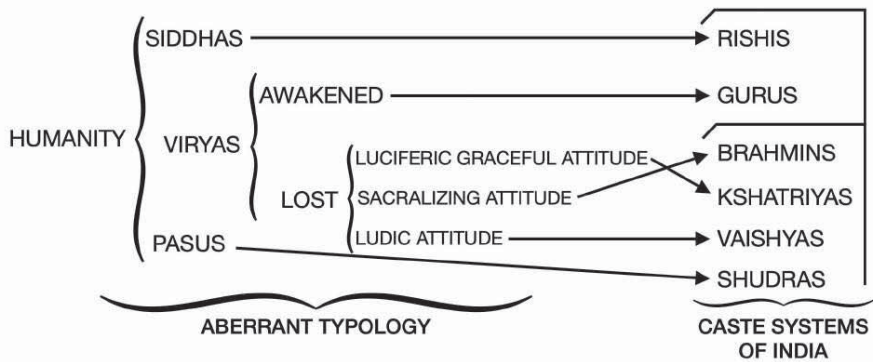 SIDDHAS
RISHIS
AWAKENED
GURUS
HUMANITY
VIRYAS
LUCIFERIC GRACEFUL ATTITUDE
BRAHMINS
LOST
SACRALIZING ATTITUDE
KSHATRIYAS
PASUS
LUDIC ATTITUDE
VAISHYAS
SHUDRAS
ABERRANT TYPOLOGY
CASTE SYSTEMS
OF INDIA